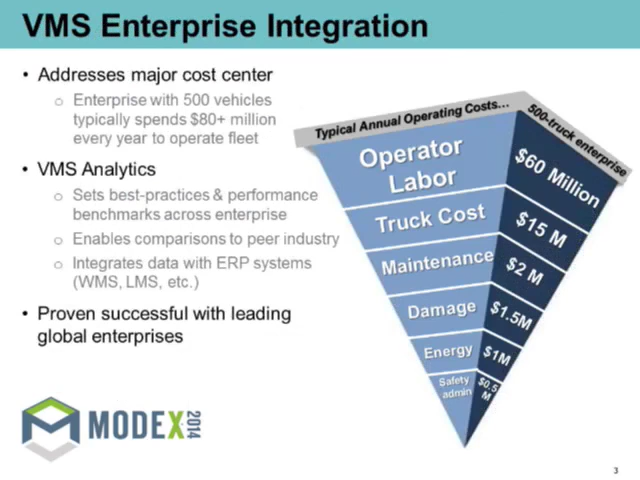 VMS Enterprise Integration
• Addresses major cost center
o Enterprise with 500 vehicles
typically spends $80+ million
every year to operate fleet
• VMS Analytics
o Sets best-practices & performance
benchmarks across enterprise
o Enables comparisons to peer industry
o Integrates data with ERP systems
(WMS, LMS, etc.)
• Proven successful with leading
global enterprises
Typical Annual Operating Costs...
500-truck enterprise
Operator
Labor
$60 Million
Truck Cost
$15 M
Maintenance
$2 M
Damage
$1.5M
Energy
$1M
Safety
admin
$0.5
M
MODEX
2014
3